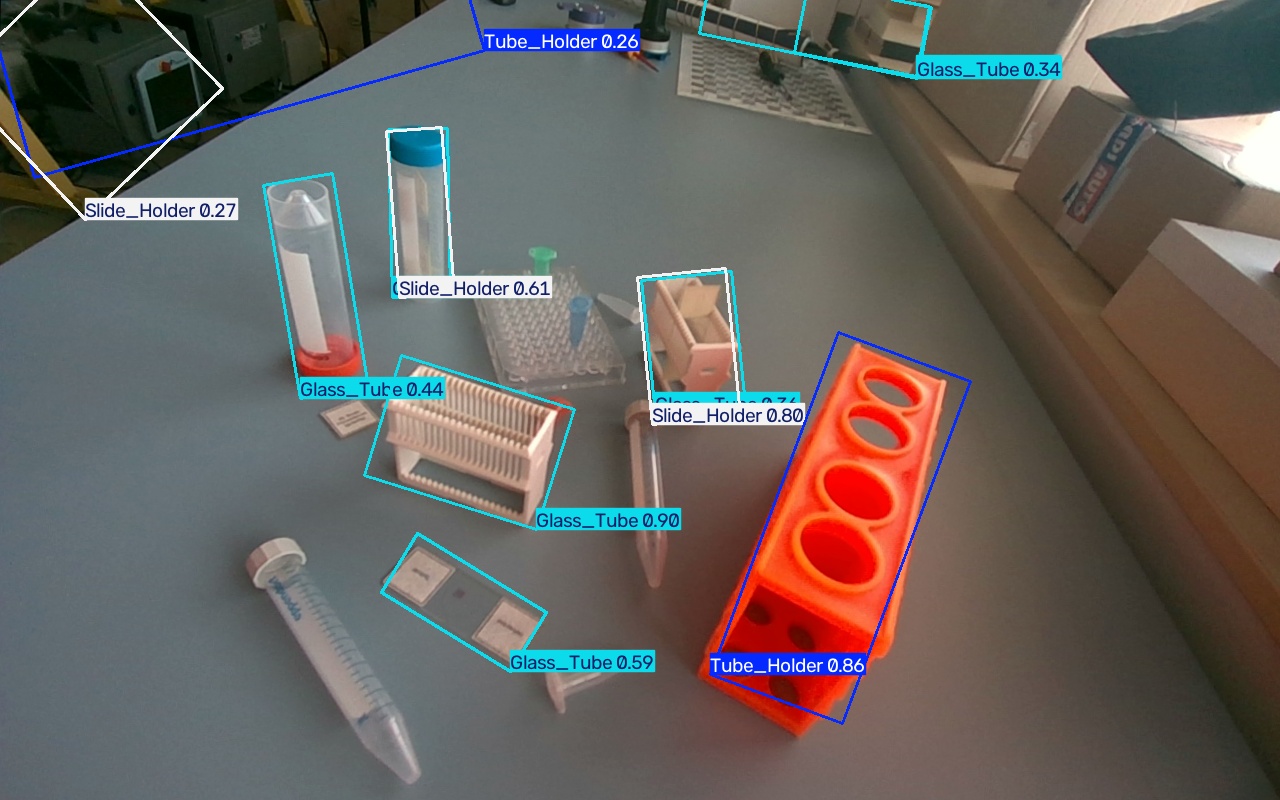 Tube_Holder 0.26
Glass_Tube 0.34
Slide_Holder 0.27
Slide_Holder 0.61
Glass_Tube 0.44
Slide_Holder 0.80
Glass_Tube 0.90
Glass_Tube 0.59
Tube_Holder 0.86